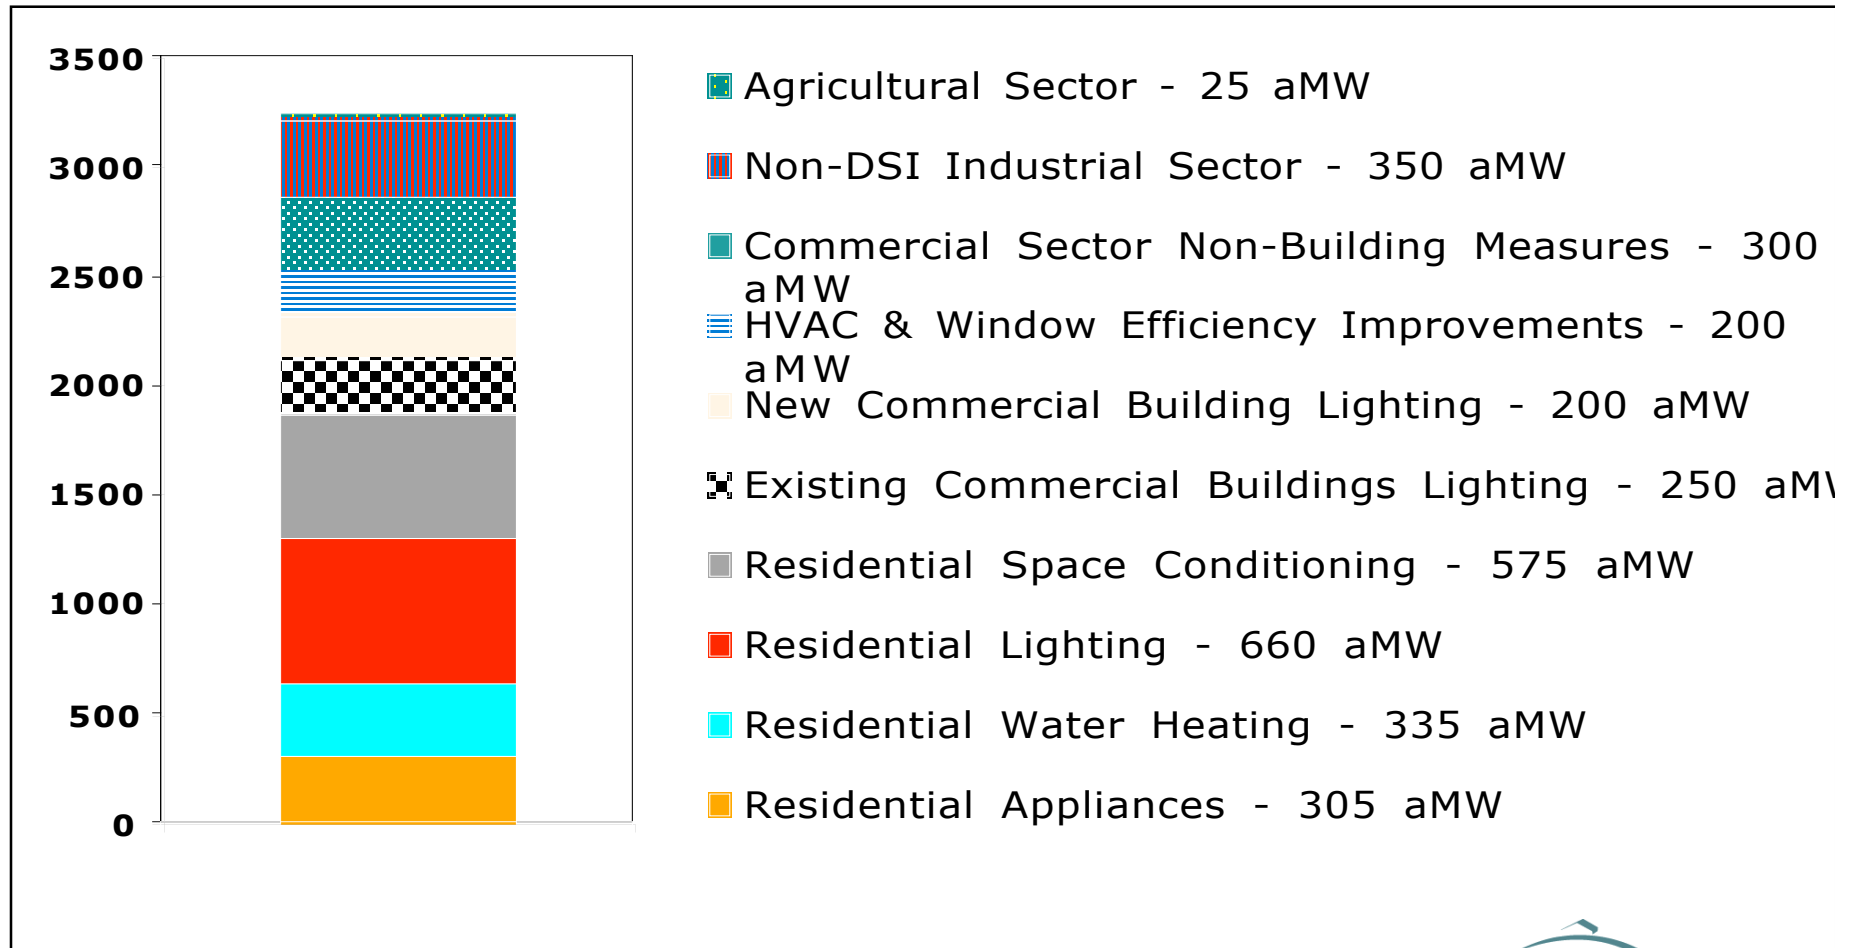 3500
3000
2500
2000
1500
1000
500
0
Agricultural Sector - 25 aMW
Non-DSI Industrial Sector - 350 aMW
Commercial Sector Non-Building Measures - 300
aMW
HVAC & Window Efficiency Improvements - 200
aMW
New Commercial Building Lighting - 200 aMW
Existing Commercial Buildings Lighting - 250
Residential Space Conditioning - 575 aMW
Residential Lighting - 660 aMW
Residential Water Heating - 335 aMW
Residential Appliances - 305 aMW